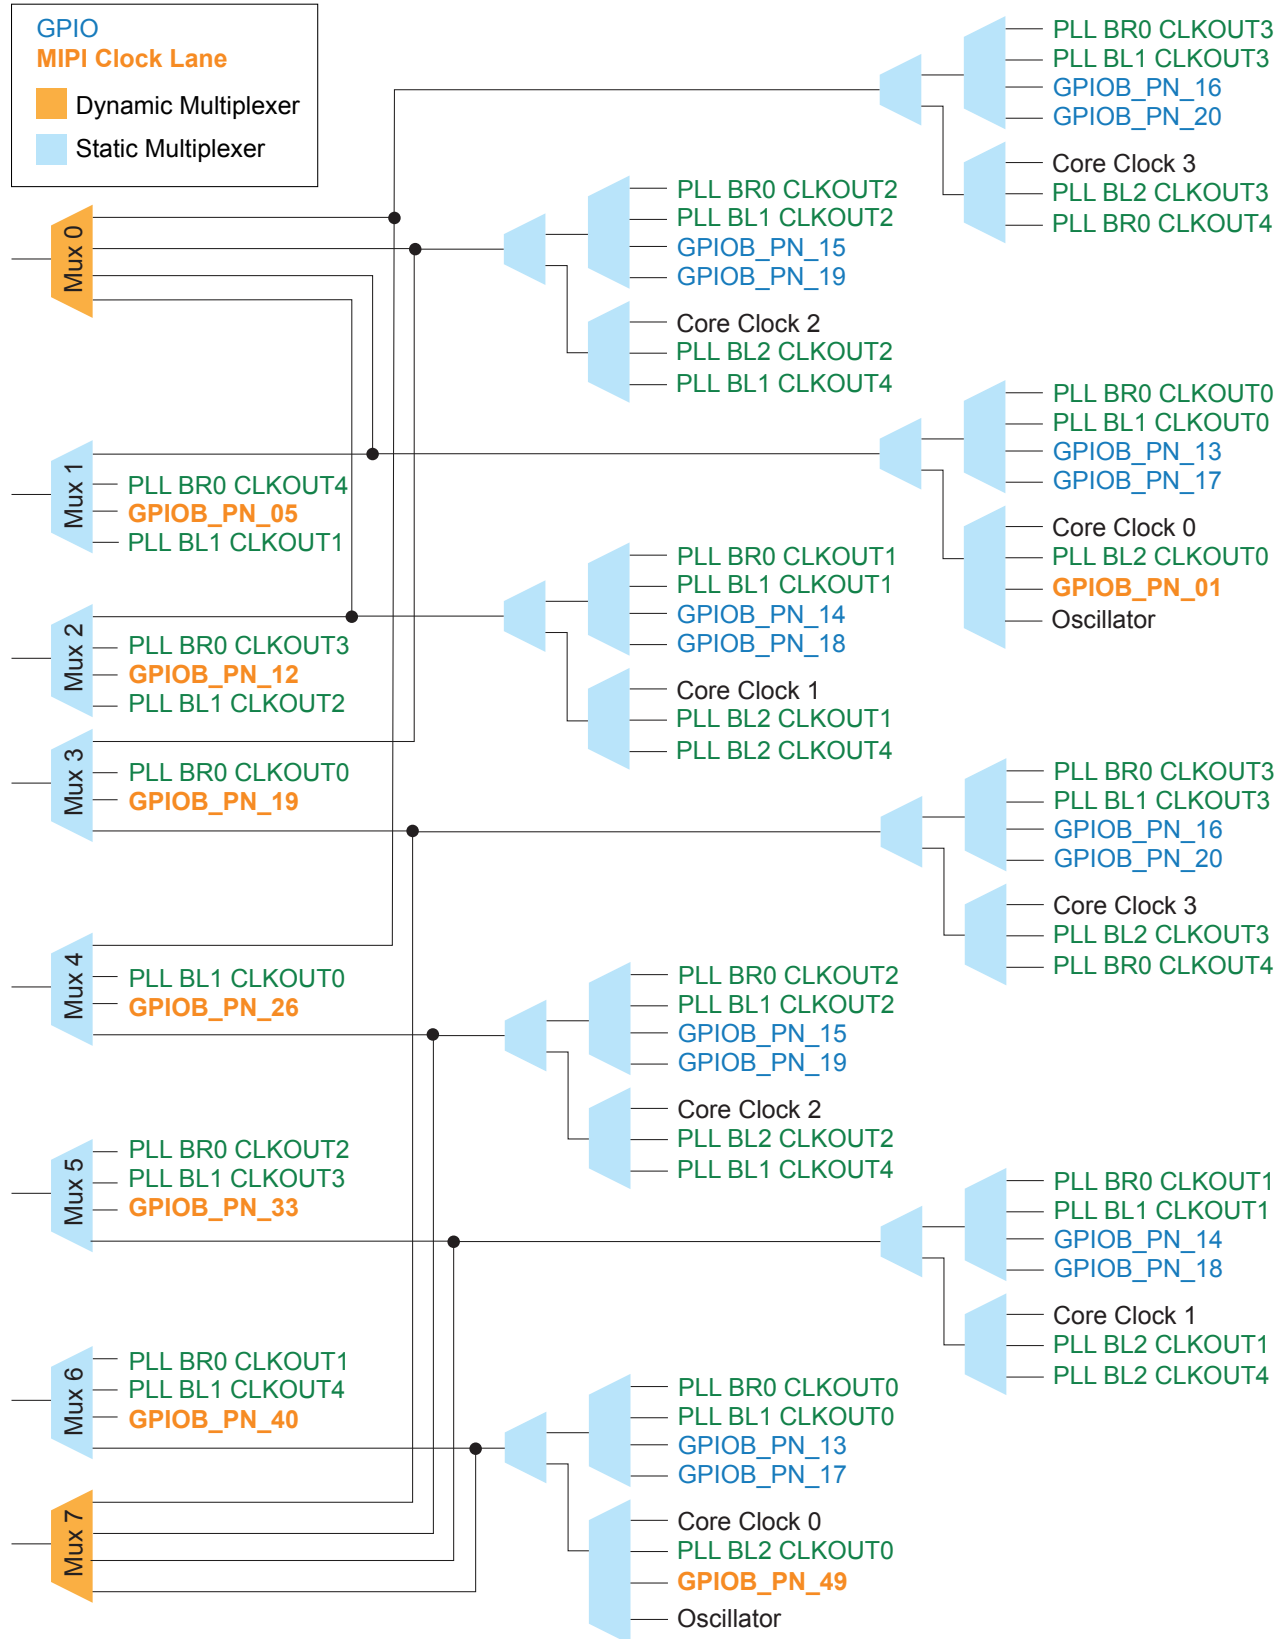 GPIO
MIPI Clock Lane
Dynamic Multiplexer
Static Multiplexer
PLL BR0 CLKOUT3
PLL BL1 CLKOUT3
GPIOB_PN_16
GPIOB_PN_20
Core Clock 3
PLL BL2 CLKOUT3
PLL BR0 CLKOUT4
Mux 0
PLL BR0 CLKOUT2
PLL BL1 CLKOUT2
GPIOB_PN_15
GPIOB_PN_19
Core Clock 2
PLL BL2 CLKOUT2
PLL BL1 CLKOUT4
PLL BR0 CLKOUT0
PLL BL1 CLKOUT0
GPIOB_PN_13
GPIOB_PN_17
Core Clock 0
PLL BL2 CLKOUT0
GPIOB_PN_01
Oscillator
Mux 1
PLL BR0 CLKOUT4
GPIOB_PN_05
PLL BL1 CLKOUT1
PLL BR0 CLKOUT1
PLL BL1 CLKOUT1
GPIOB_PN_14
GPIOB_PN_18
Core Clock 1
PLL BL2 CLKOUT1
PLL BL2 CLKOUT4
Mux 2
PLL BR0 CLKOUT3
GPIOB_PN_12
PLL BL1 CLKOUT2
Mux 3
PLL BR0 CLKOUT0
GPIOB_PN_19
PLL BR0 CLKOUT3
PLL BL1 CLKOUT3
GPIOB_PN_16
GPIOB_PN_20
Core Clock 3
PLL BL2 CLKOUT3
PLL BR0 CLKOUT4
Mux 4
PLL BL1 CLKOUT0
GPIOB_PN_26
PLL BR0 CLKOUT2
PLL BL1 CLKOUT2
GPIOB_PN_15
GPIOB_PN_19
Core Clock 2
PLL BL2 CLKOUT2
PLL BL1 CLKOUT4
Mux 5
PLL BR0 CLKOUT2
PLL BL1 CLKOUT3
GPIOB_PN_33
PLL BR0 CLKOUT1
PLL BL1 CLKOUT1
GPIOB_PN_14
GPIOB_PN_18
Core Clock 1
PLL BL2 CLKOUT1
PLL BL2 CLKOUT4
Mux 6
PLL BR0 CLKOUT1
PLL BL1 CLKOUT4
GPIOB_PN_40
PLL BR0 CLKOUT0
PLL BL1 CLKOUT0
GPIOB_PN_13
GPIOB_PN_17
Core Clock 0
PLL BL2 CLKOUT0
GPIOB_PN_49
Oscillator
Mux 7